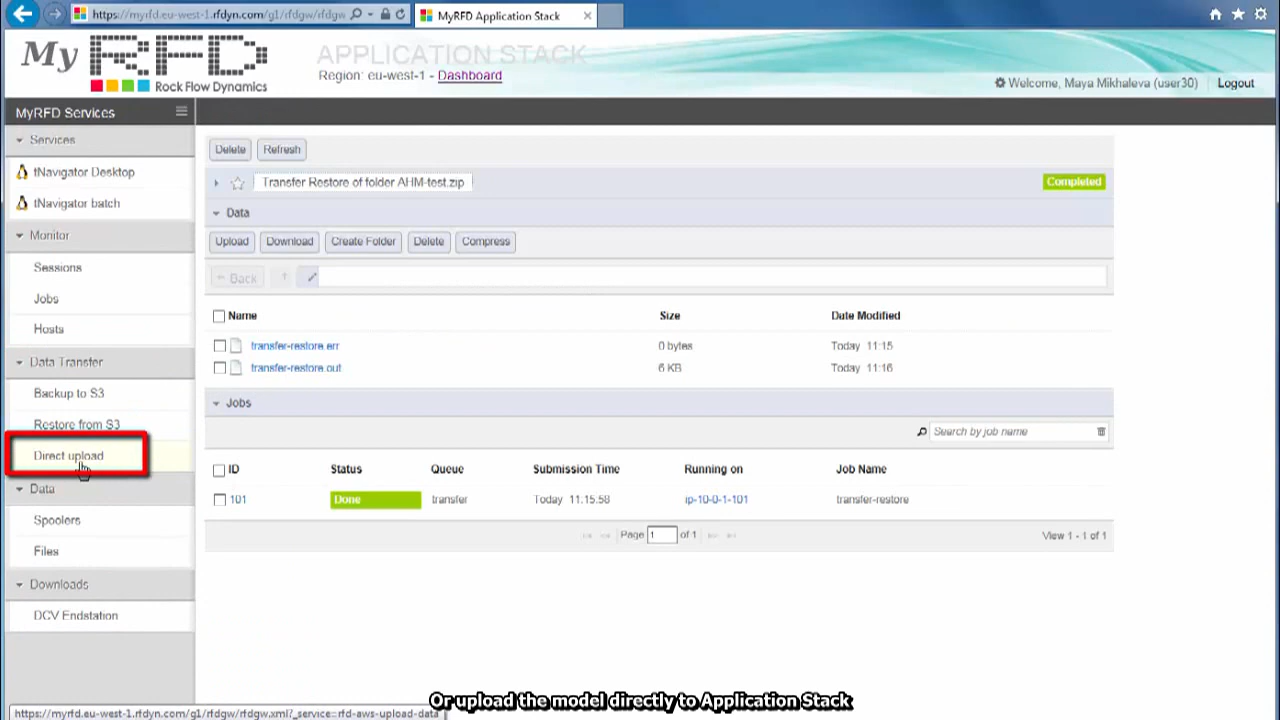 https://myrfd.eu-west-1.rfdyn.com/g1/rfdgw/rfdgw
MyRFD Application Stack
My RFD
Rock Flow Dynamics
APPLICATION STACK
Region: eu-west-1 - Dashboard
Welcome, Maya Mikhaleva (user30)
Logout
MyRFD Services
Services
tNavigator Desktop
tNavigator batch
Monitor
Sessions
Jobs
Hosts
Data Transfer
Backup to S3
Restore from S3
Direct upload
Data
Spoolers
Files
Downloads
DCV Endstation
Delete Refresh
Transfer Restore of folder AHM-test.zip Completed
Data
Upload Download Create Folder Delete Compress
Back
Name Size Date Modified
transfer-restore.err 0 bytes Today 11:15
transfer-restore.out 6 KB Today 11:16
Jobs
Search by job name
ID Status Queue Submission Time Running on Job Name
101 Done transfer Today 11.15.58 ip-10-0-1-101 transfer-restore
Page 1 of 1 View 1 - 1 of 1
Or upload the model directly to Application Stack
https://myrfd.eu-west-1.rfdyn.com/g1/rfdgw/rfdgw.xml?_service=rfd-aws-upload-data